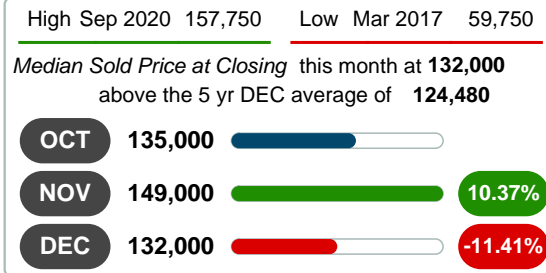 High Sep 2020 157,750 Low Mar 2017 59,750
Median Sold Price at Closing this month at 132,000
above the 5 yr DEC average of 124,480
OCT 135,000
NOV 149,000 10.37%
DEC 132,000 -11.41%